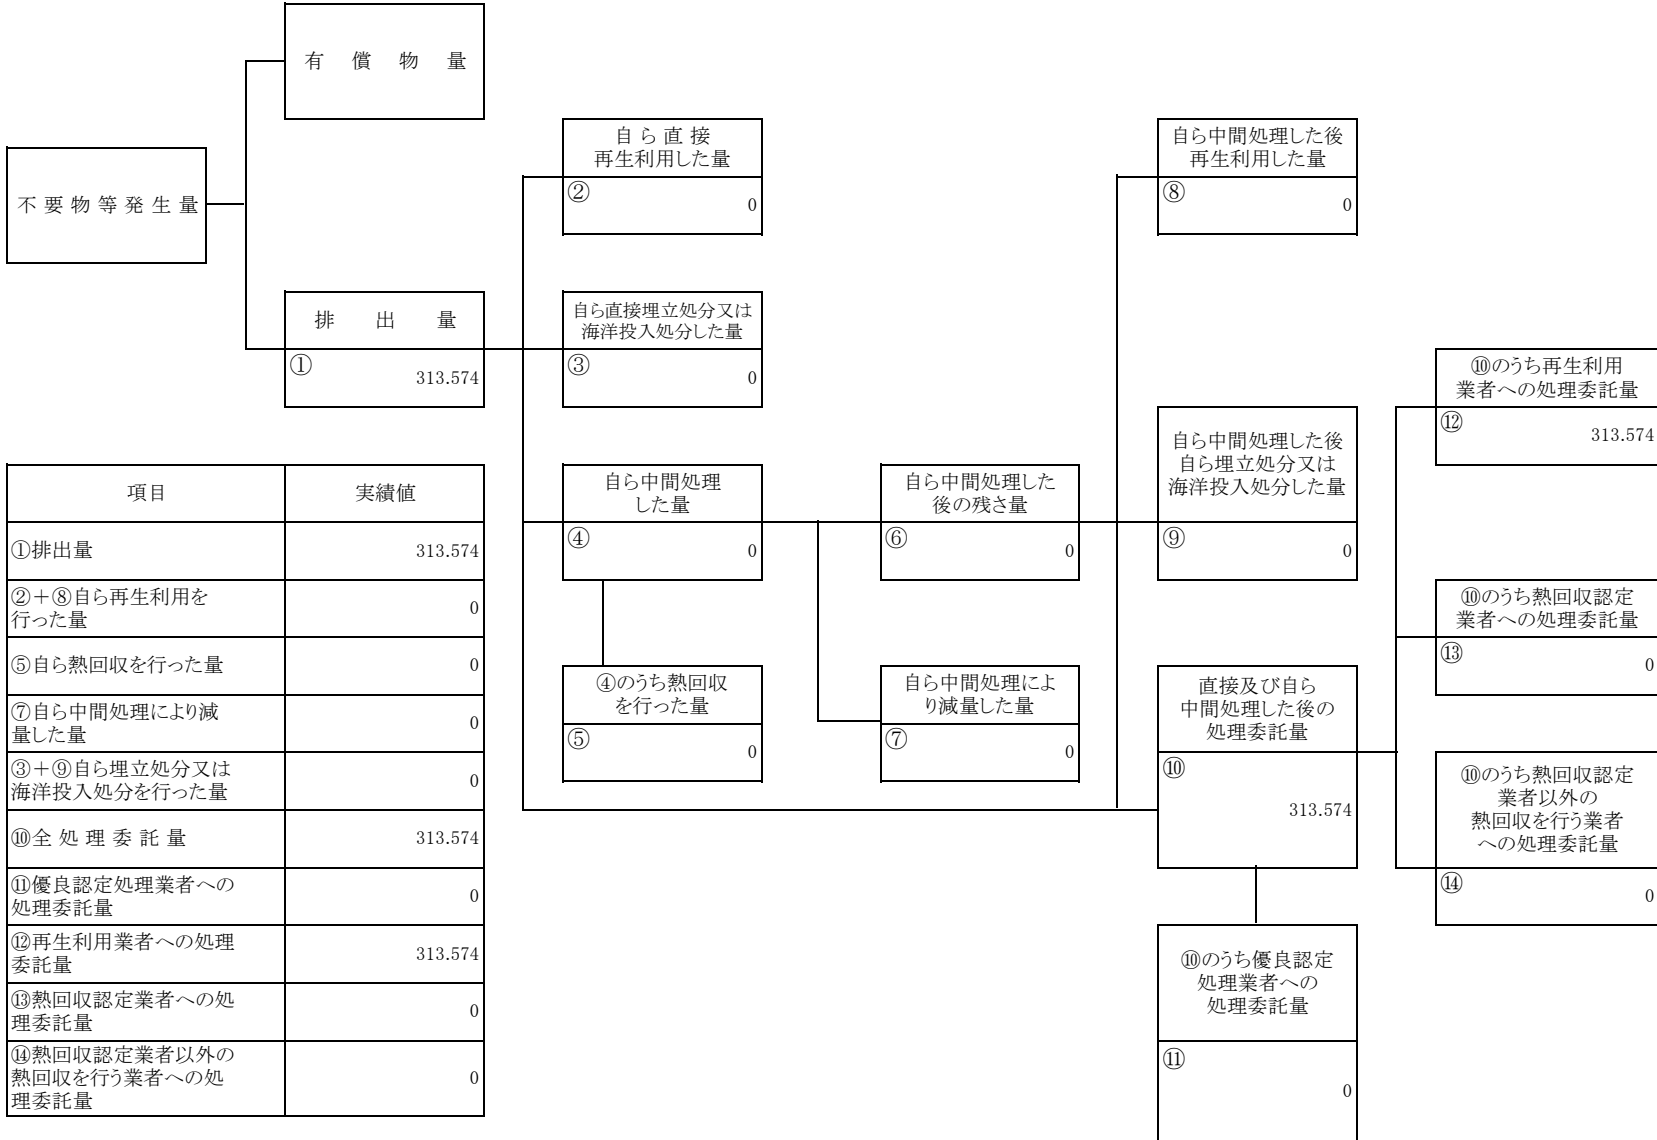 有　償　物　量
不 要 物 等 発 生 量
排　出　量
①
313.574
自 ら 直 接
再生利用した量
②
0
自ら直接埋立処分又は
海洋投入処分した量
③
0
自ら中間処理
した量
④
0
④のうち熱回収
を行った量
⑤
0
自ら中間処理した
後の残さ量
⑥
0
自ら中間処理によ
り減量した量
⑦
0
自ら中間処理した後
再生利用した量
⑧
0
自ら中間処理した後
自ら埋立処分又は
海洋投入処分した量
⑨
0
直接及び自ら
中間処理した後の
処理委託量
⑩
313.574
⑩のうち優良認定
処理業者への
処理委託量
⑪
0
⑩のうち再生利用
業者への処理委託量
⑫
313.574
⑩のうち熱回収認定
業者への処理委託量
⑬
0
⑩のうち熱回収認定
業者以外の
熱回収を行う業者
への処理委託量
⑭
0
項目 実績値
①排出量 313.574
②＋⑧自ら再生利用を
行った量 0
⑤自ら熱回収を行った量 0
⑦自ら中間処理により減
量した量 0
③＋⑨自ら埋立処分又は
海洋投入処分を行った量 0
⑩全 処 理 委 託 量 313.574
⑪優良認定処理業者への
処理委託量 0
⑫再生利用業者への処理
委託量 313.574
⑬熱回収認定業者への処
理委託量 0
⑭熱回収認定業者以外の
熱回収を行う業者への処
理委託量 0